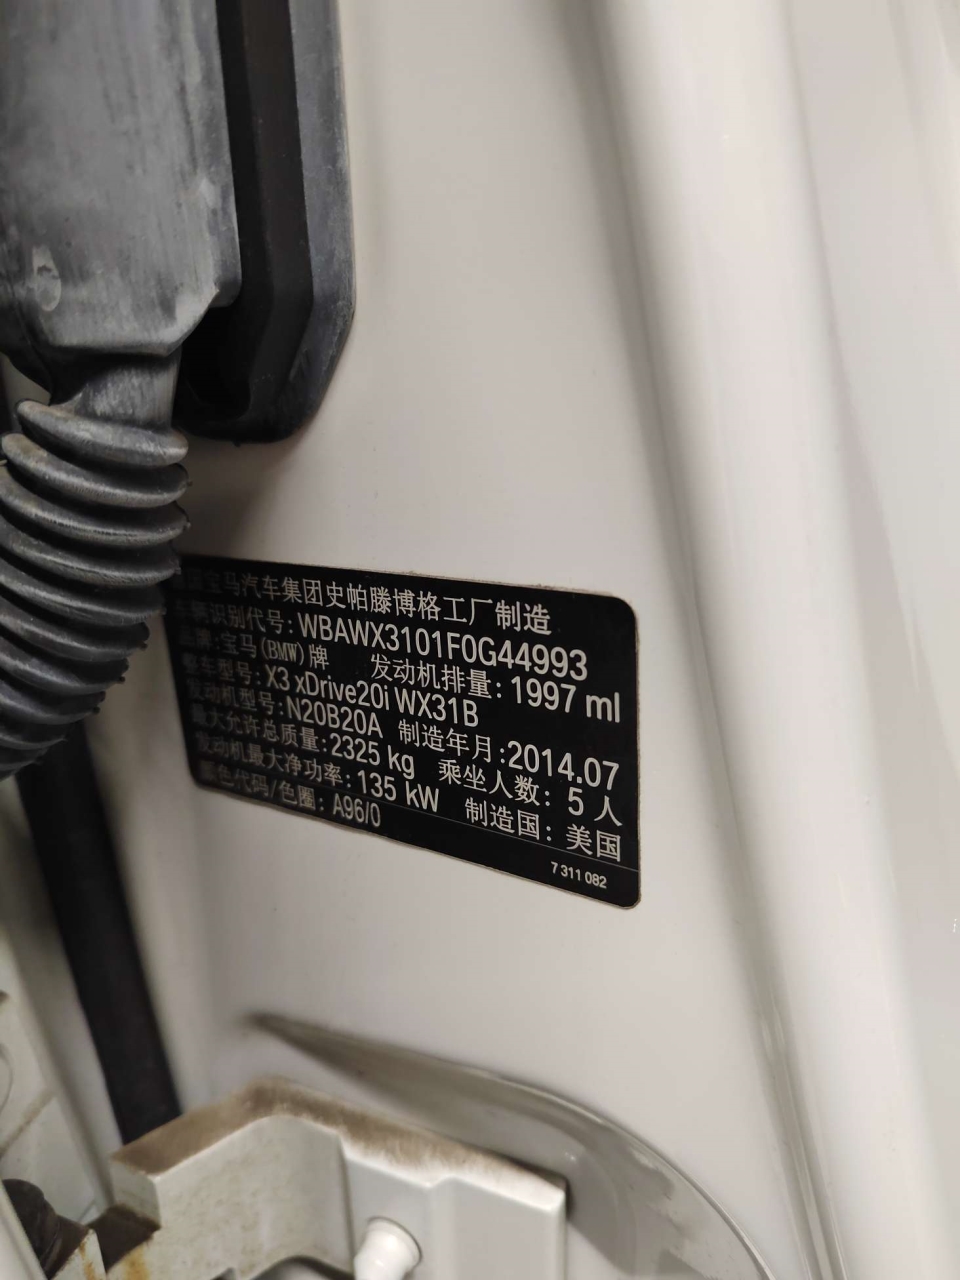 宝马汽车集团史帕滕博格工厂制造
车辆识别代号: WBAWX3101F0G44993
品牌: 宝马(BMW)牌 发动机排量: 1997 ml
整车型号: X3 xDrive20i WX31B
发动机型号: N20B20A 制造年月: 2014.07
最大允许总质量: 2325 kg 乘坐人数: 5 人
发动机最大净功率: 135 kW 制造国: 美国
颜色代码/色圈: A96/0
7 311 082